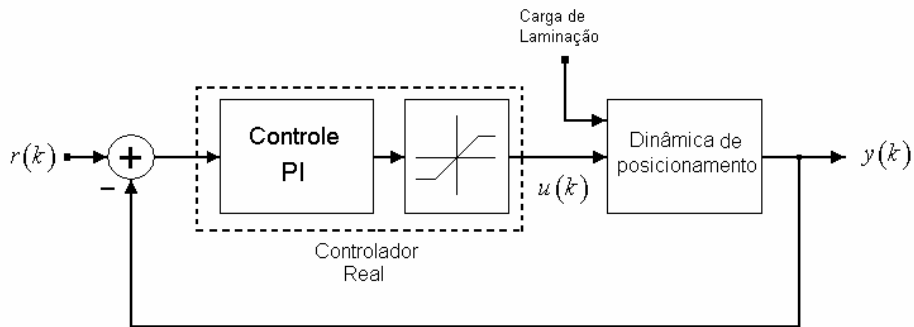 Carga de
Laminação
Controle
PI
Dinâmica de
posicionamento
r(k)
+
−
u(k)
y(k)
Controlador
Real